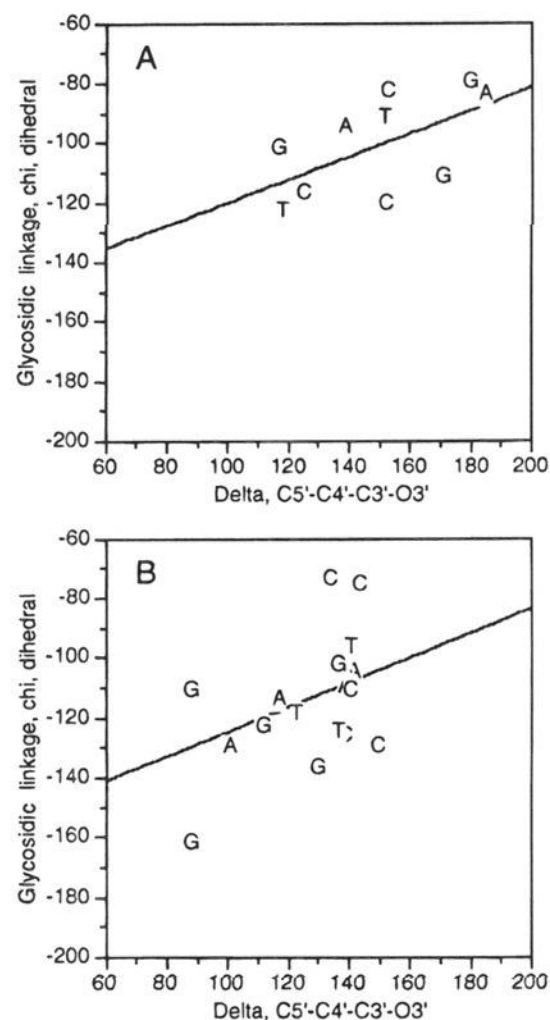 A
Glycosidic linkage, chi, dihedral
-60
-80
-100
-120
-140
-160
-180
-200
C
G
A
T
A
G
G
C
T
C
60 80 100 120 140 160 180 200
Delta, C5'-C4'-C3'-O3'
B
Glycosidic linkage, chi, dihedral
-60
-80
-100
-120
-140
-160
-180
-200
C
C
T
G
A
G
C
A
T
G
T
A
C
G
G
60 80 100 120 140 160 180 200
Delta, C5'-C4'-C3'-O3'